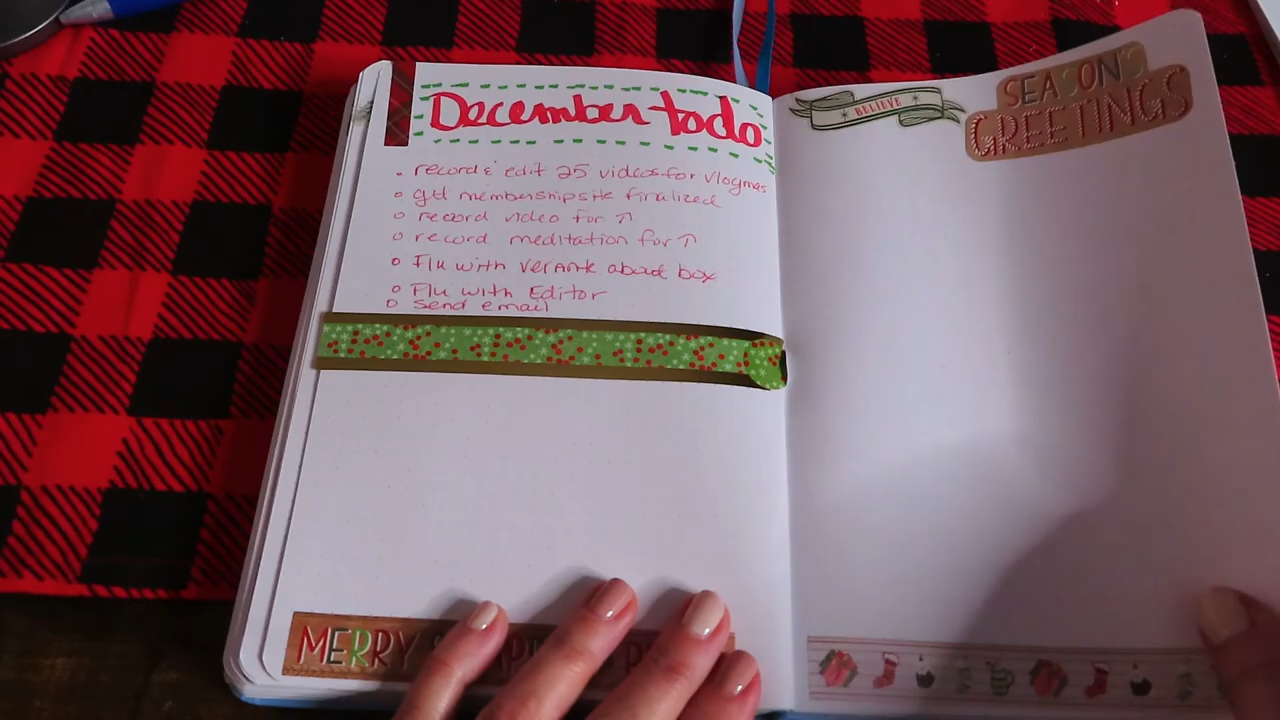 December todo
record & edit 25 videos for vlogmas
get membership site finalized
record video for ↑
record meditation for ↑
Flu with about box
Flu with Editor
Send email
MERRY
BELIEVE
SEASON'S
GREETINGS